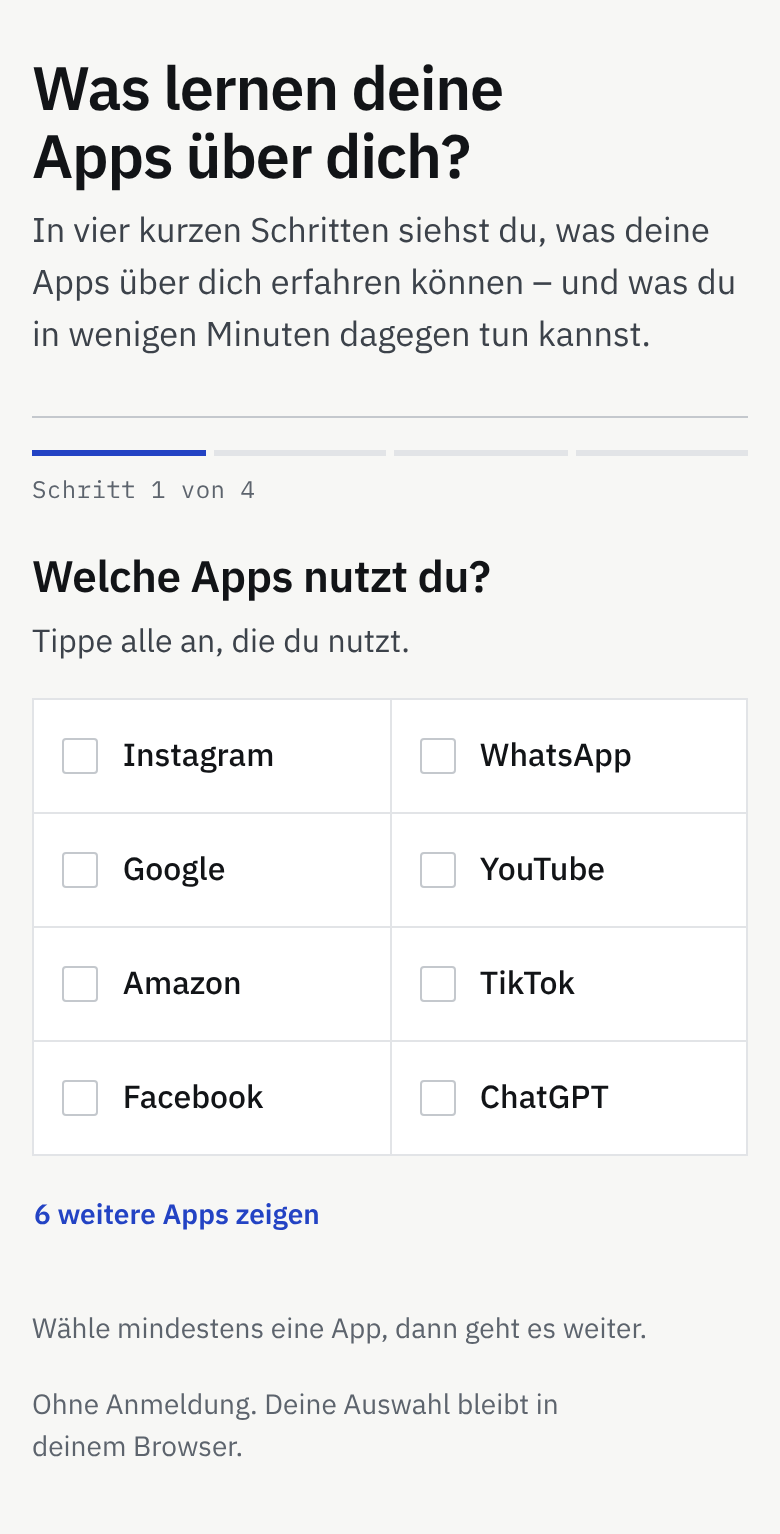 Was lernen deine
Apps über dich?
In vier kurzen Schritten siehst du, was deine
Apps über dich erfahren können – und was du
in wenigen Minuten dagegen tun kannst.
Schritt 1 von 4
Welche Apps nutzt du?
Tippe alle an, die du nutzt.
Instagram
WhatsApp
Google
YouTube
Amazon
TikTok
Facebook
ChatGPT
6 weitere Apps zeigen
Wähle mindestens eine App, dann geht es weiter.
Ohne Anmeldung. Deine Auswahl bleibt in
deinem Browser.